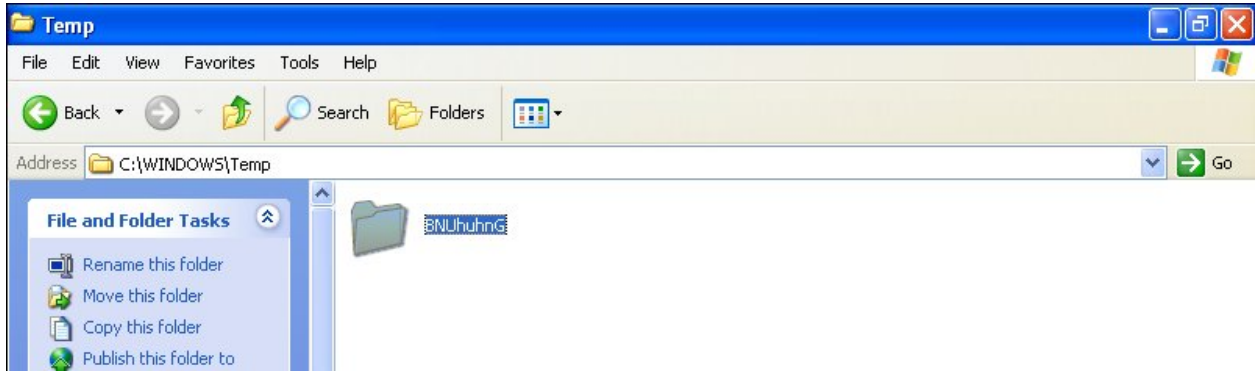 Temp
File Edit View Favorites Tools Help
Back Search Folders
Address C:\WINDOWS\Temp Go
File and Folder Tasks
BNUhuhnG
Rename this folder
Move this folder
Copy this folder
Publish this folder to